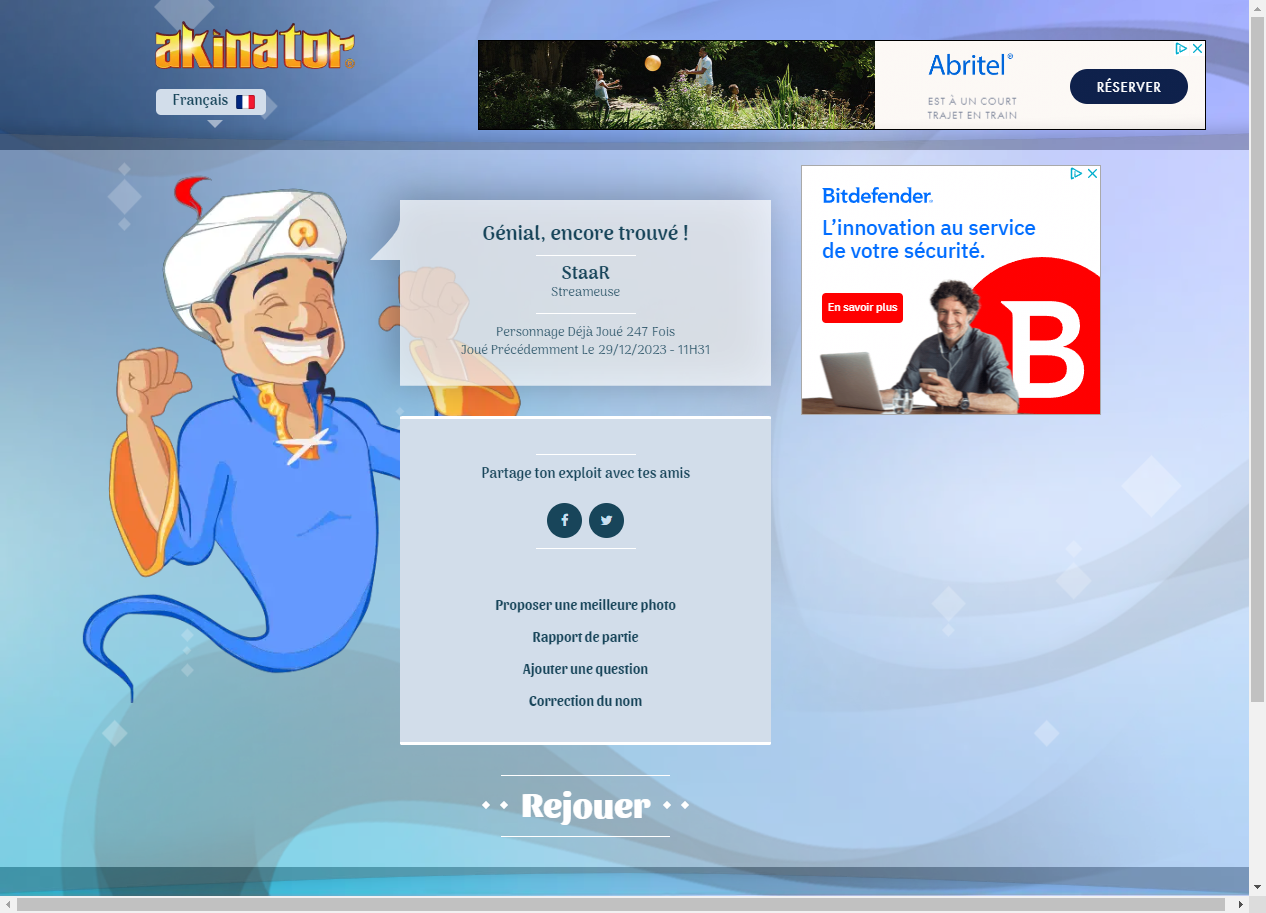 akinator
Français
Abritel®
EST À UN COURT
TRAJET EN TRAIN
RÉSERVER
Génial, encore trouvé !
StaaR
Streameuse
Personnage Déjà Joué 247 Fois
Joué Précédemment Le 29/12/2023 - 11H31
Bitdefender
L’innovation au service
de votre sécurité.
En savoir plus
B
Partage ton exploit avec tes amis
Proposer une meilleure photo
Rapport de partie
Ajouter une question
Correction du nom
Rejouer